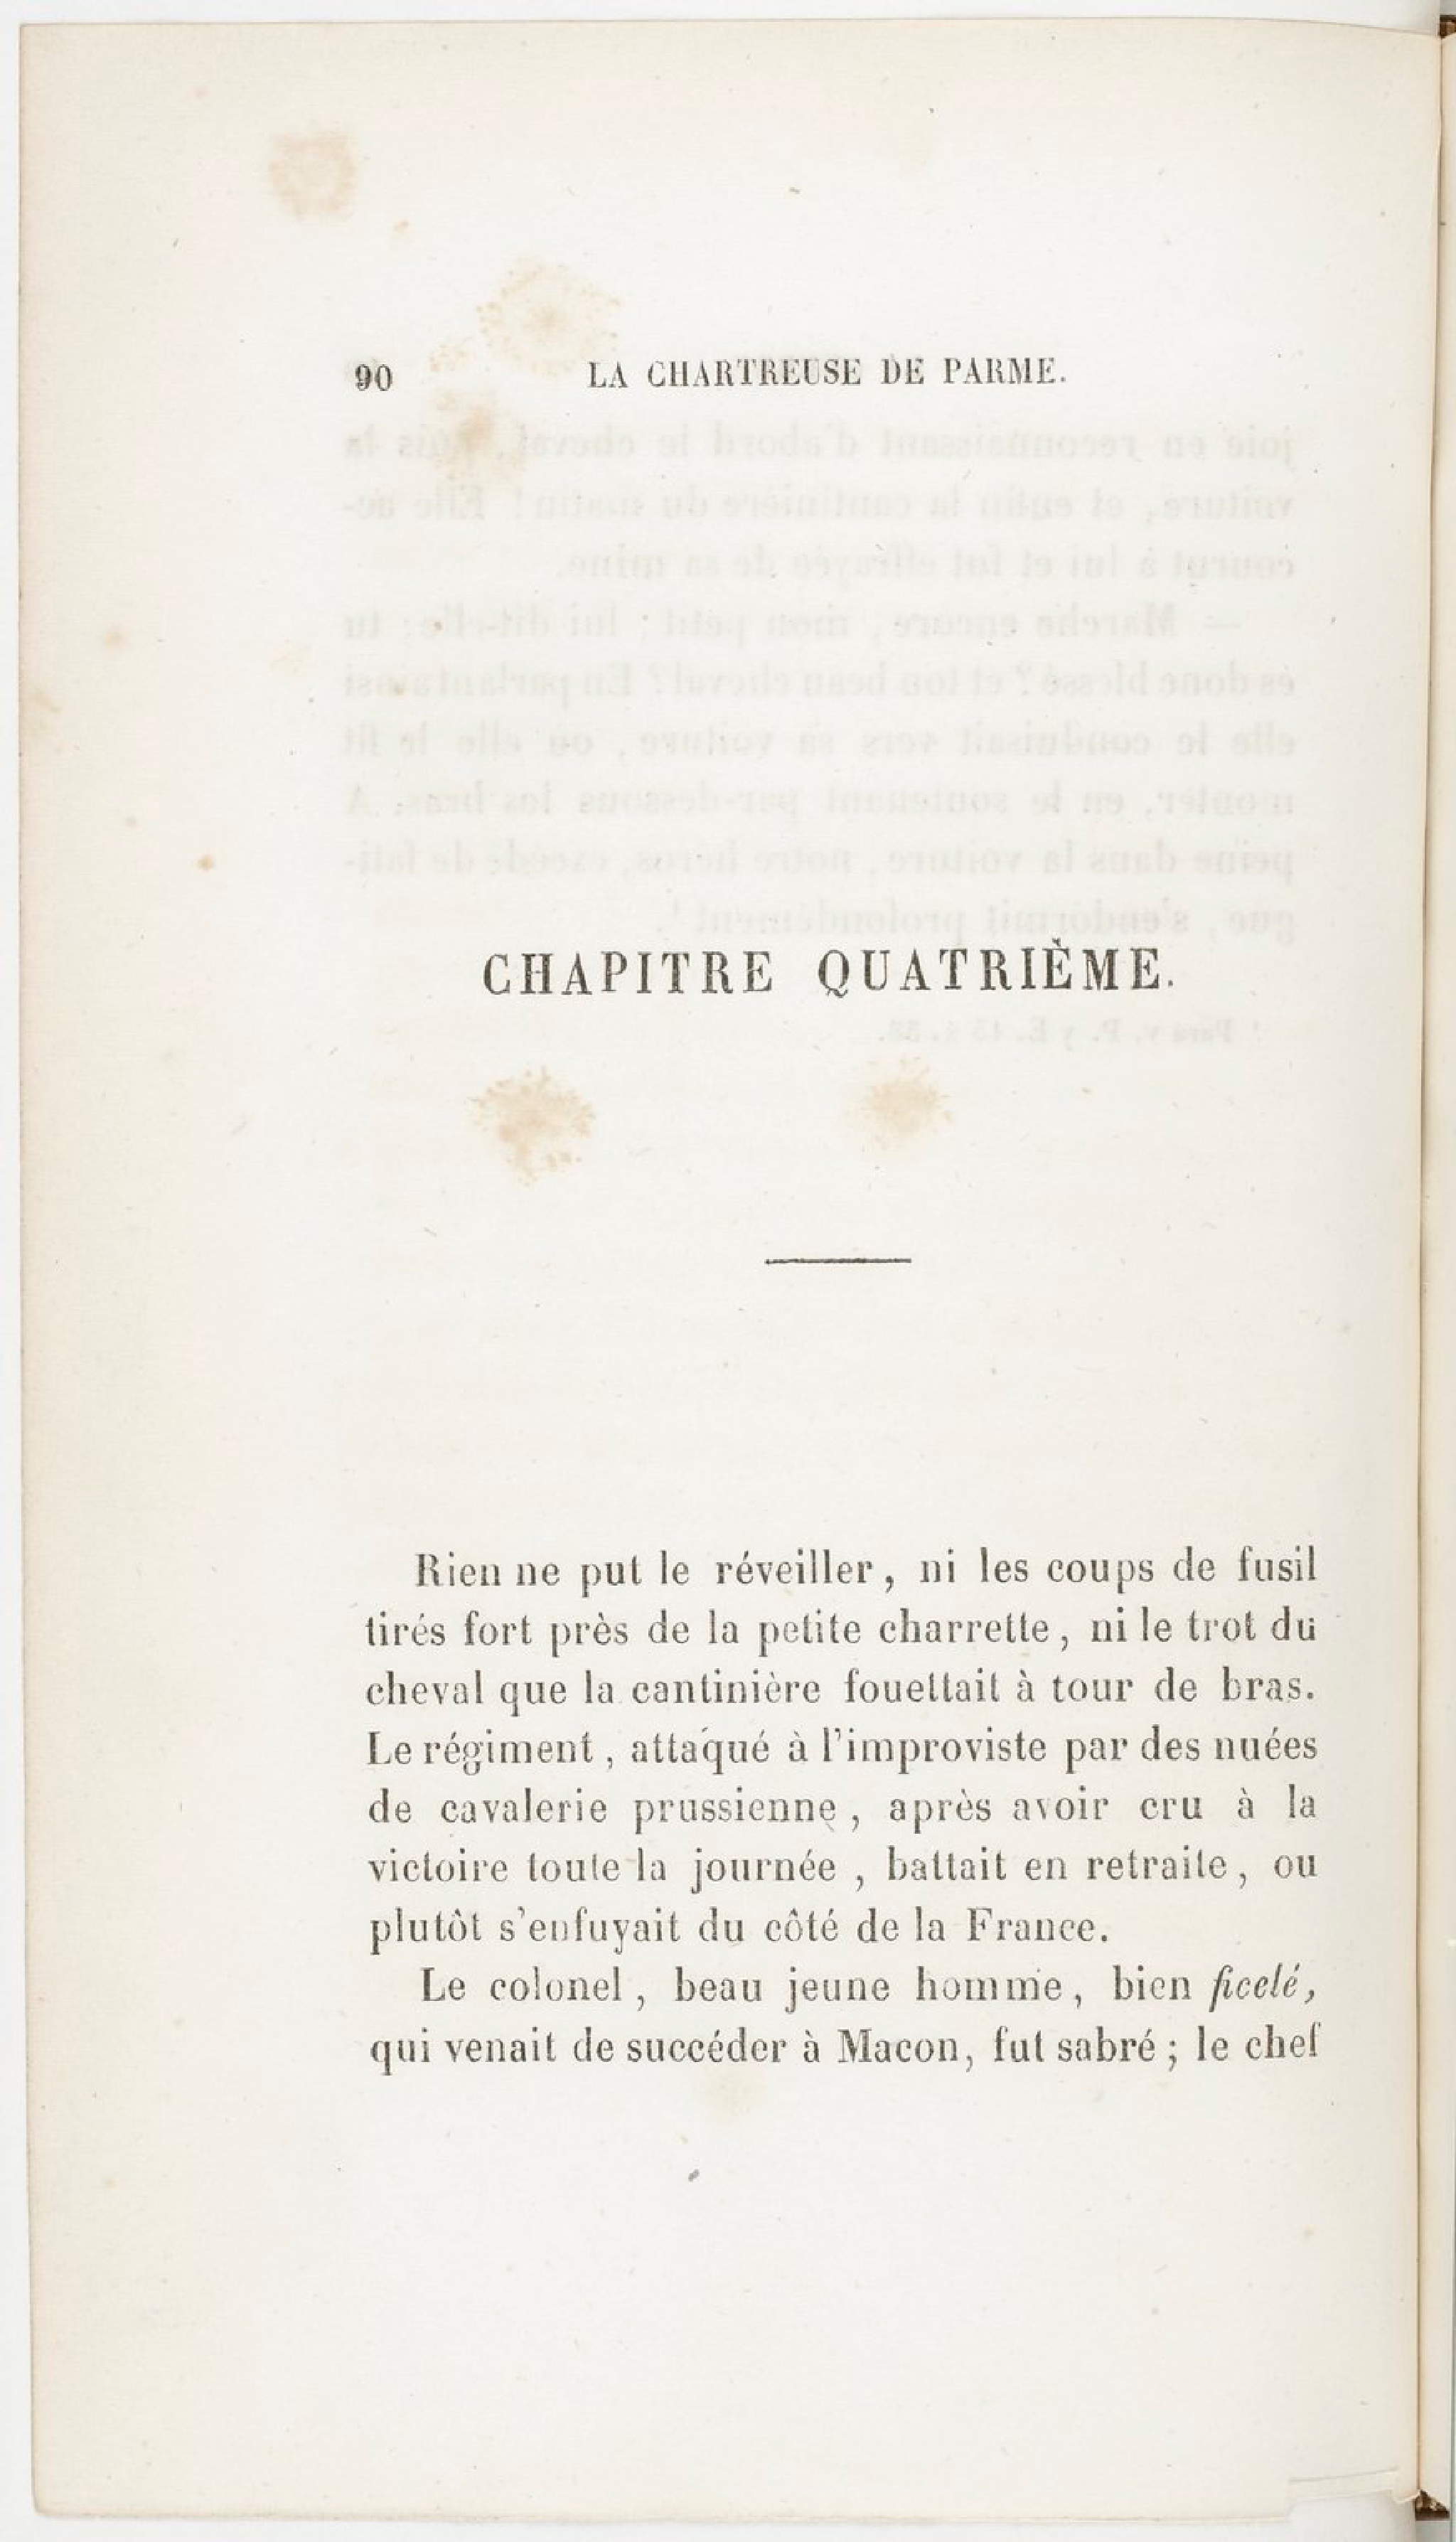 90 LA CHARTREUSE DE PARME.
CHAPITRE QUATRIÈME.
Rien ne put le réveiller, ni les coups de fusil
tirés fort près de la petite charrette, ni le trot du
cheval que la cantinière fouettait à tour de bras.
Le régiment, attaqué à l'improviste par des nuées
de cavalerie prussienne, après avoir cru à la
victoire toute la journée, battait en retraite, ou
plutôt s'enfuyait du côté de la France.
Le colonel, beau jeune homme, bien ficelé,
qui venait de succéder à Macon, fut sabré; le chef